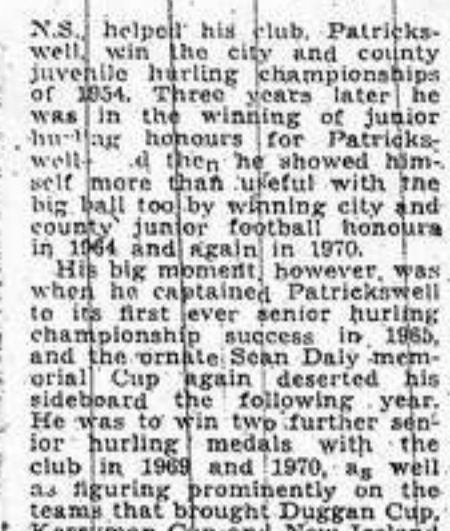 N.S., helped his club, Patricks-
well, win the city and county
juvenile hurling championships
of 1954. Three years later he
was in the winning of junior
hurling honours for Patricks-
well- d then he showed him-
self more than useful with the
big ball too by winning city and
county junior football honours
in 1964 and again in 1970.
His big moment, however, was
when he captained Patrickswell
to its first ever senior hurling
championship success in 1965,
and the ornate Sean Daly mem-
orial Cup again deserted his
sideboard the following year.
He was to win two further sen-
ior hurling medals with the
club in 1969 and 1970, as well
as figuring prominently on the
teams that brought Duggan Cup,
Cup and New